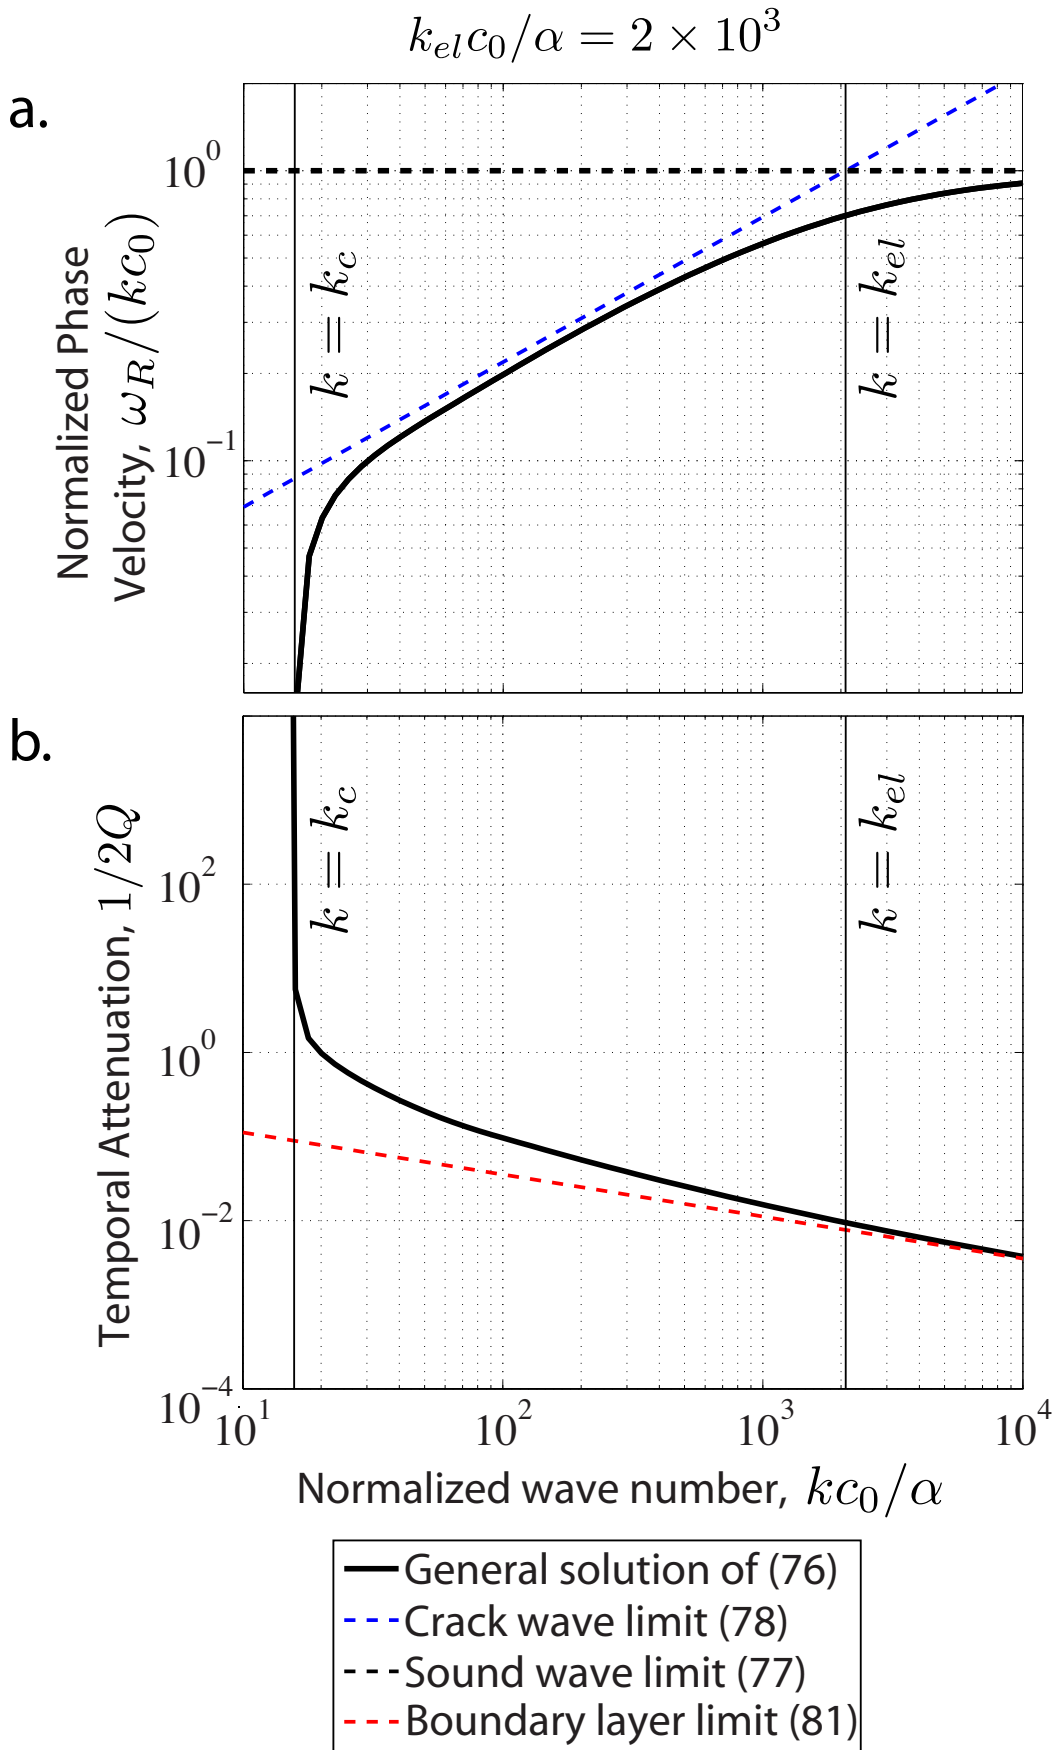 k_{el}c_0/α = 2 × 10^3
a.
10^0
10^{-1}
Normalized Phase
Velocity, ω_R/(kc_0)
k = k_c
k = k_{el}
b.
10^2
10^0
10^{-2}
10^{-4}
Temporal Attenuation, 1/2Q
k = k_c
k = k_{el}
10^1 10^2 10^3 10^4
Normalized wave number, kc_0/α
General solution of (76)
Crack wave limit (78)
Sound wave limit (77)
Boundary layer limit (81)